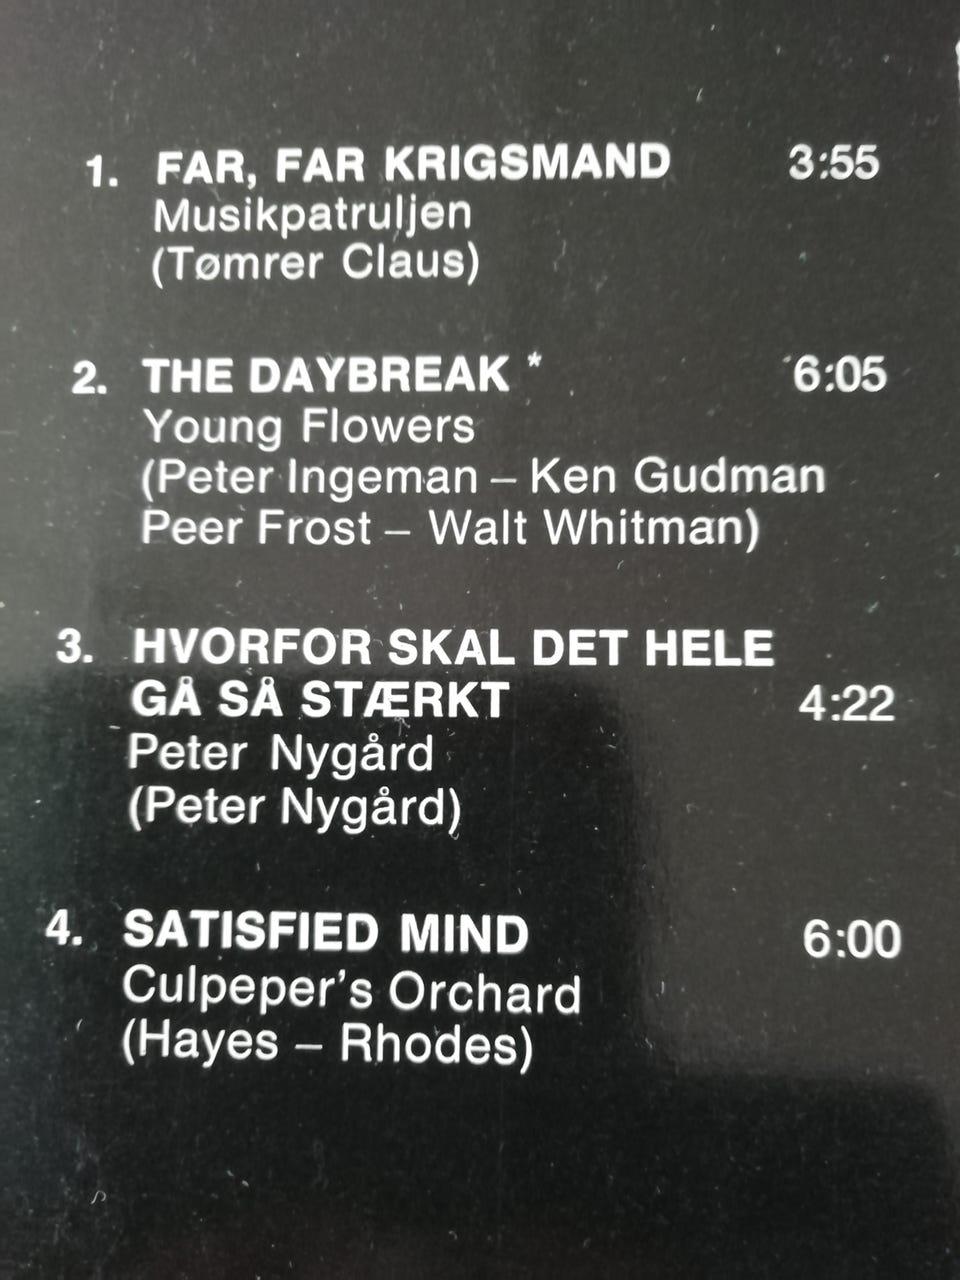 1. FAR, FAR KRIGSMAND 3:55
Musikpatruljen
(Tømrer Claus)
2. THE DAYBREAK * 6:05
Young Flowers
(Peter Ingeman – Ken Gudman
Peer Frost – Walt Whitman)
3. HVORFOR SKAL DET HELE
GÅ SÅ STÆRKT 4:22
Peter Nygård
(Peter Nygård)
4. SATISFIED MIND 6:00
Culpeper's Orchard
(Hayes – Rhodes)